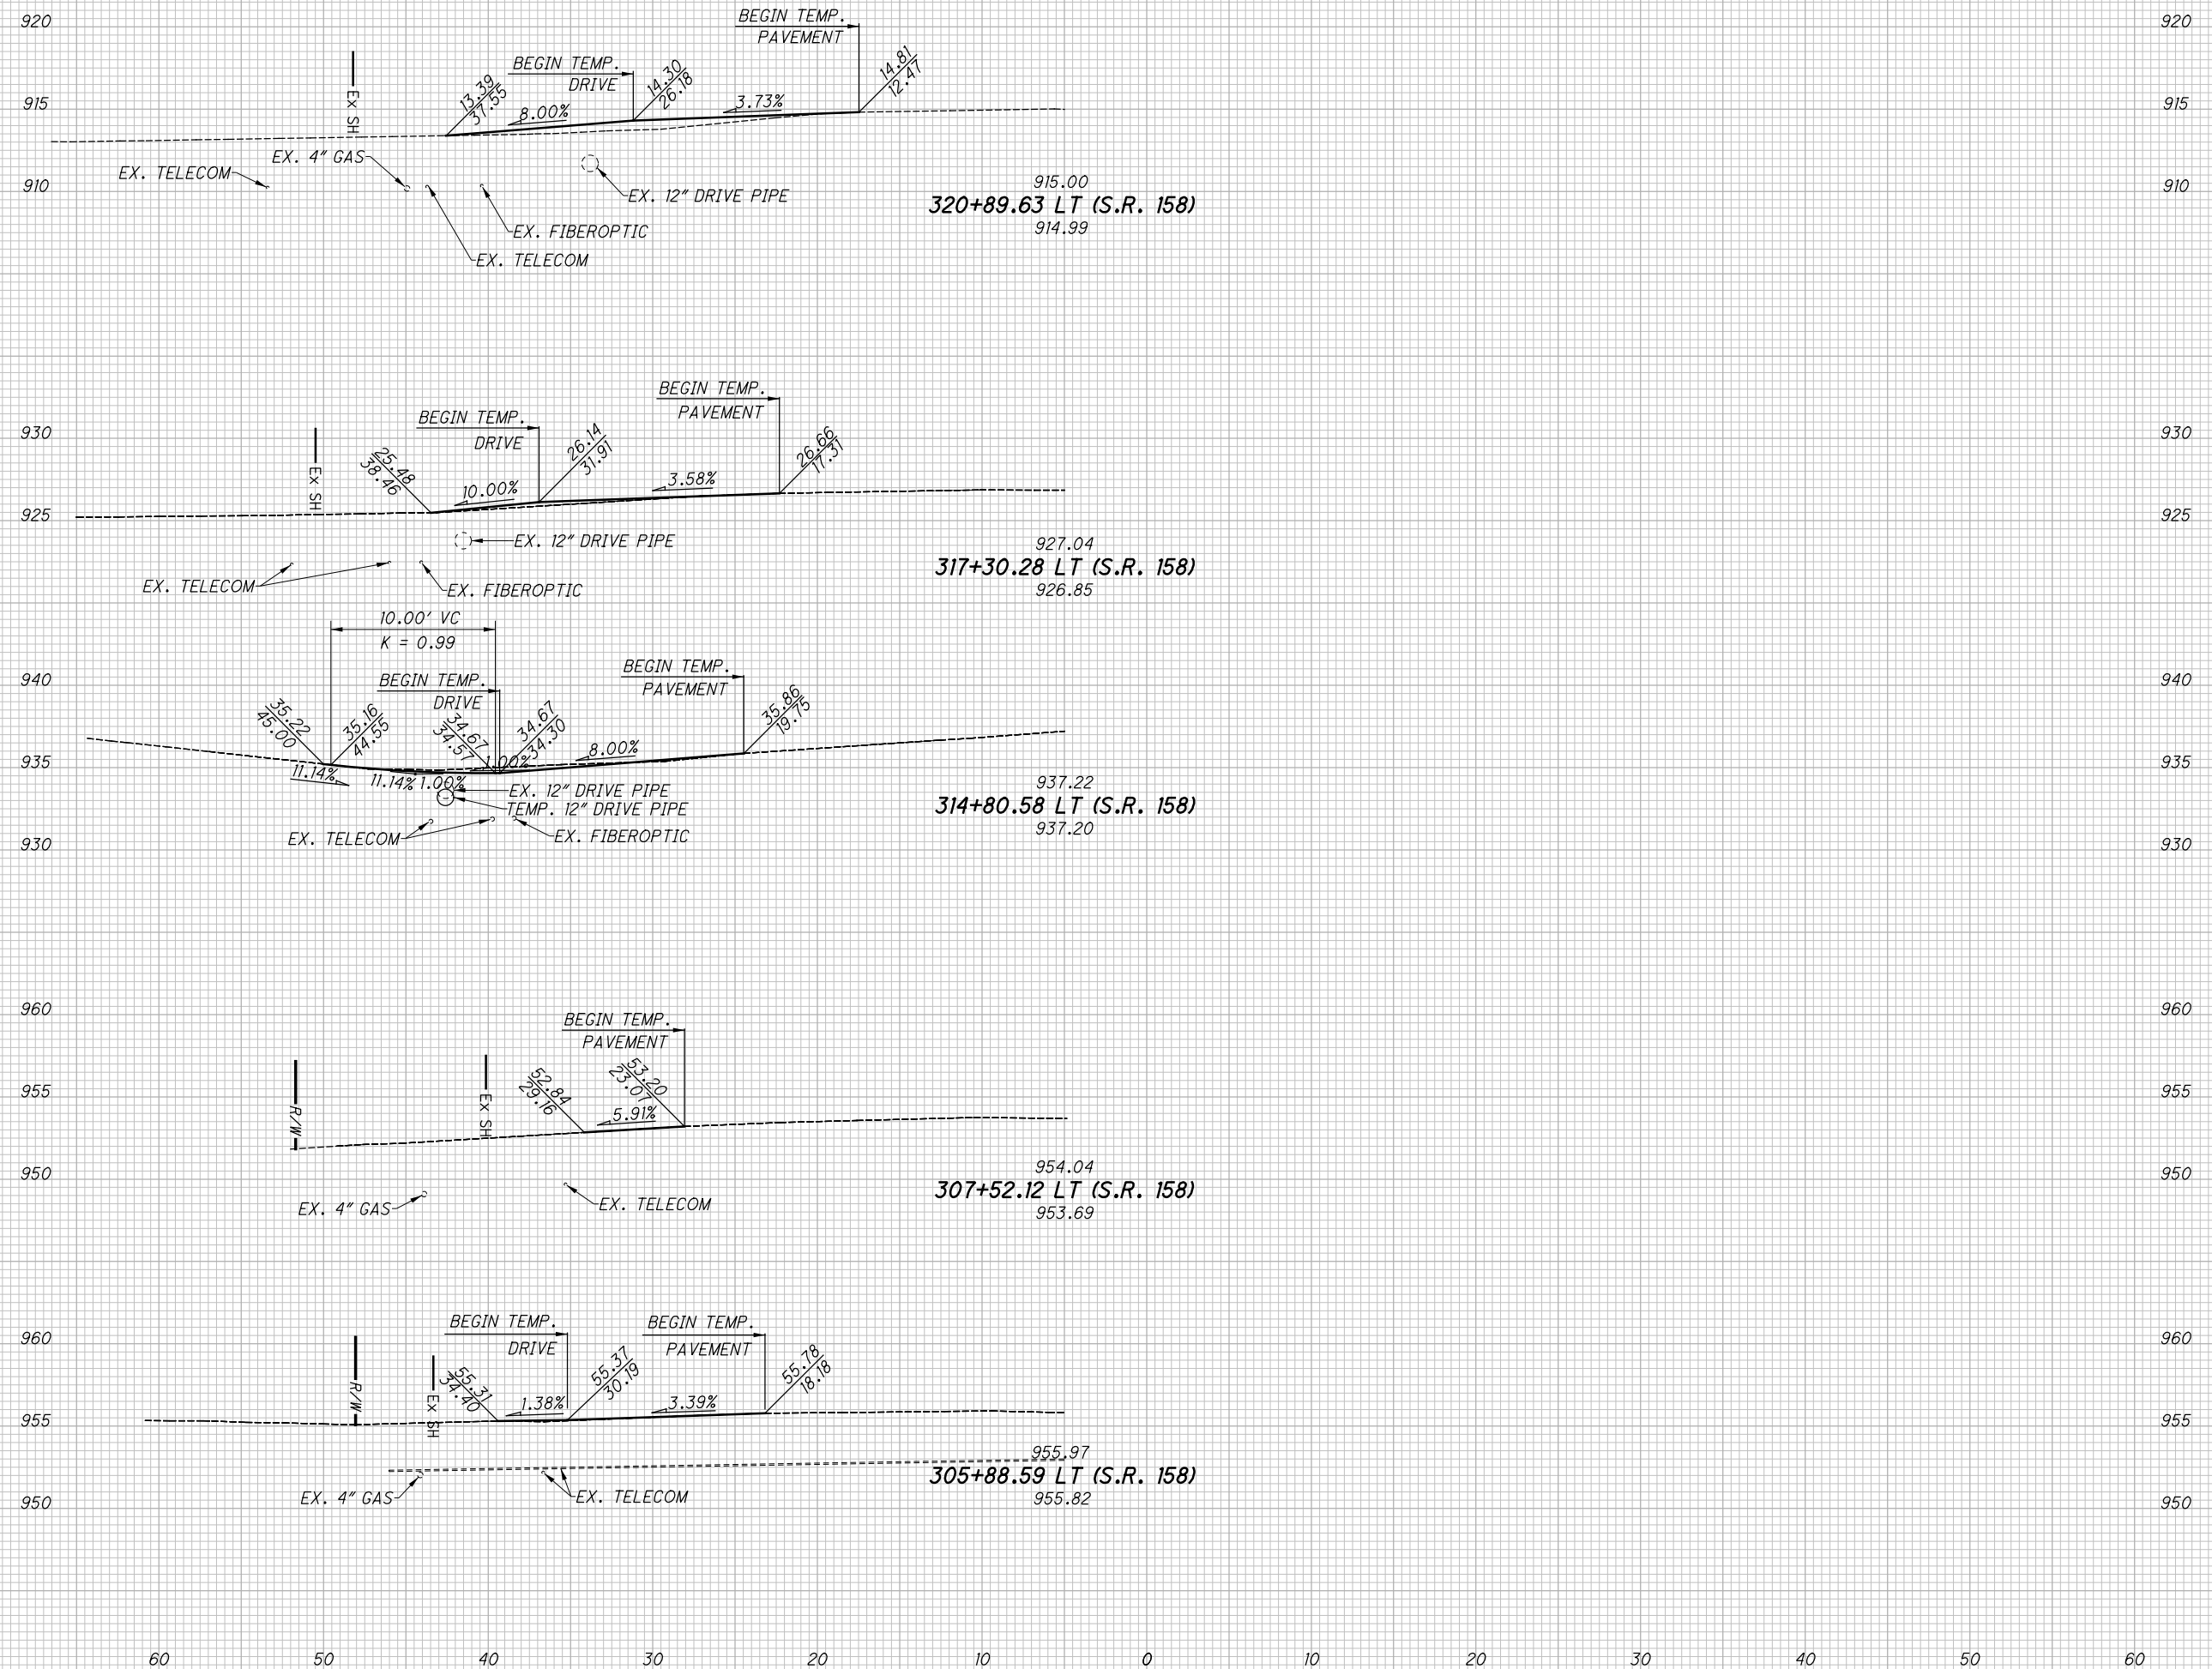 920
BEGIN TEMP.
PAVEMENT
920
BEGIN TEMP.
DRIVE
14.81
12.47
14.30
26.18
13.39
37.55
Ex SH
8.00%
3.73%
915
915
EX. TELECOM
EX. 4" GAS
910
EX. 12" DRIVE PIPE
910
EX. FIBEROPTIC
EX. TELECOM
915.00
320+89.63 LT (S.R. 158)
914.99
BEGIN TEMP.
PAVEMENT
BEGIN TEMP.
DRIVE
930
930
25.48
38.46
26.14
31.91
26.66
17.31
Ex SH
10.00%
3.58%
925
925
EX. 12" DRIVE PIPE
EX. TELECOM
EX. FIBEROPTIC
927.04
317+30.28 LT (S.R. 158)
926.85
10.00' VC
K = 0.99
BEGIN TEMP.
PAVEMENT
940
BEGIN TEMP.
DRIVE
940
35.22
45.00
35.16
44.55
34.67
34.57
34.67
34.30
35.86
19.75
8.00%
1.00%
935
935
11.14%
11.14%
1.00%
EX. 12" DRIVE PIPE
TEMP. 12" DRIVE PIPE
EX. TELECOM
EX. FIBEROPTIC
930
930
937.22
314+80.58 LT (S.R. 158)
937.20
960
960
BEGIN TEMP.
PAVEMENT
R/W
Ex SH
52.84
29.16
53.20
23.07
5.91%
955
955
950
950
EX. 4" GAS
EX. TELECOM
954.04
307+52.12 LT (S.R. 158)
953.69
BEGIN TEMP.
DRIVE
BEGIN TEMP.
PAVEMENT
960
960
R/W
Ex SH
55.31
34.40
55.37
30.19
55.78
18.18
1.38%
3.39%
955
955
EX. 4" GAS
EX. TELECOM
950
950
955.97
305+88.59 LT (S.R. 158)
955.82
60 50 40 30 20 10 0 10 20 30 40 50 60